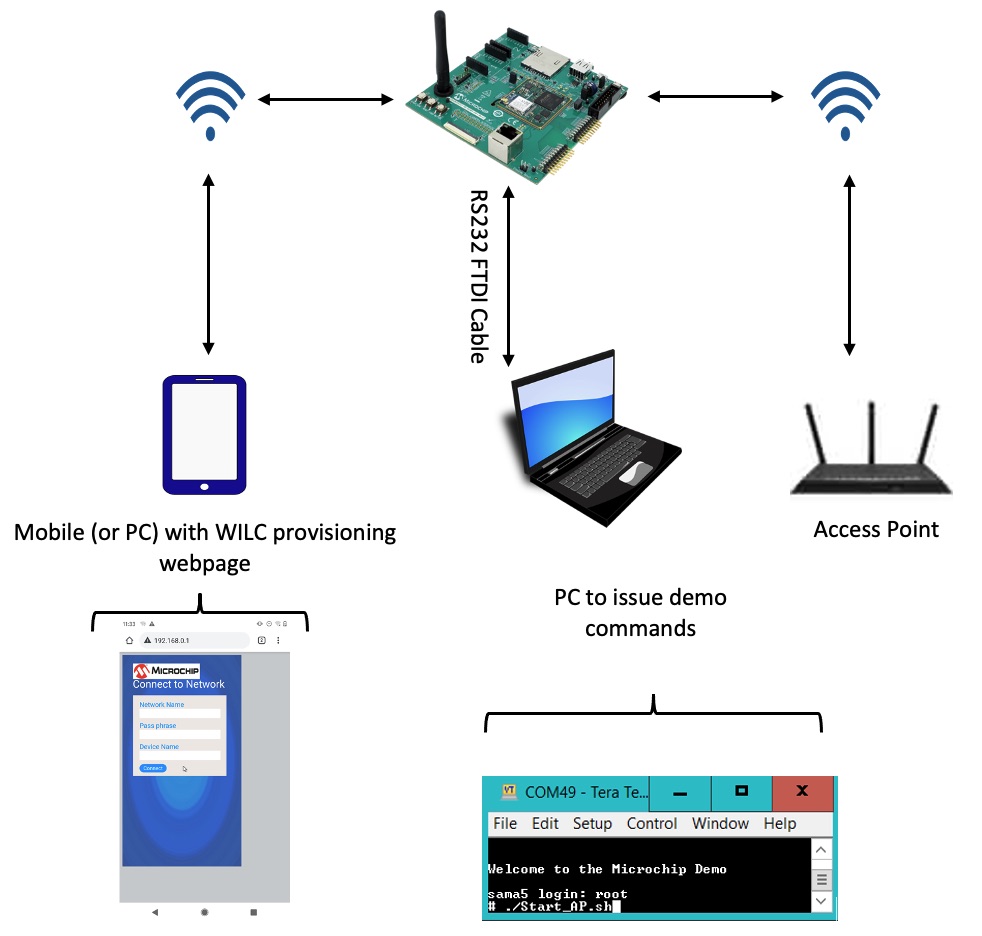 MICROCHIP
RS232 FTDI Cable
Mobile (or PC) with WILC provisioning
webpage
Access Point
PC to issue demo
commands
11:33
192.168.0.1
MICROCHIP
Connect to Network
Network Name
Pass phrase
Device Name
Connect
VT COM49 - Tera Te...
File Edit Setup Control Window Help
Welcome to the Microchip Demo
sama5 login: root
# ./Start_AP.sh